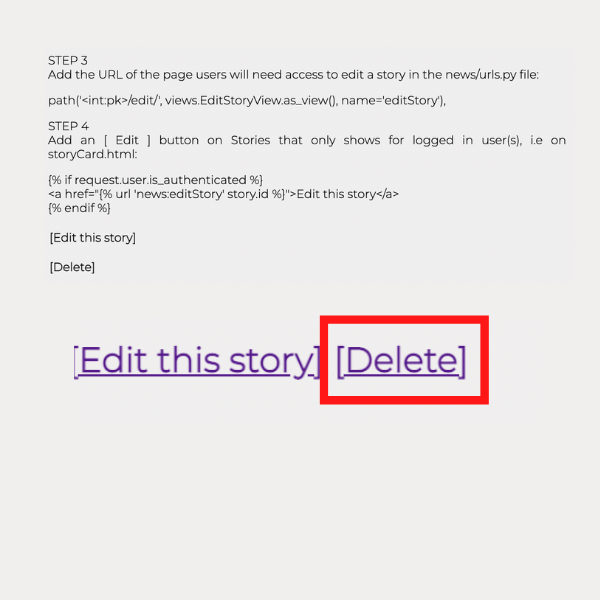 STEP 3
Add the URL of the page users will need access to edit a story in the news/urls.py file:
path('<int:pk>/edit/', views.EditStoryView.as_view(), name='editStory'),
STEP 4
Add an [ Edit ] button on Stories that only shows for logged in user(s), i.e on
storyCard.html:
{% if request.user.is_authenticated %}
<a href="{% url 'news:editStory' story.id %}">Edit this story</a>
{% endif %}
[Edit this story]
[Delete]
[Edit this story] [Delete]